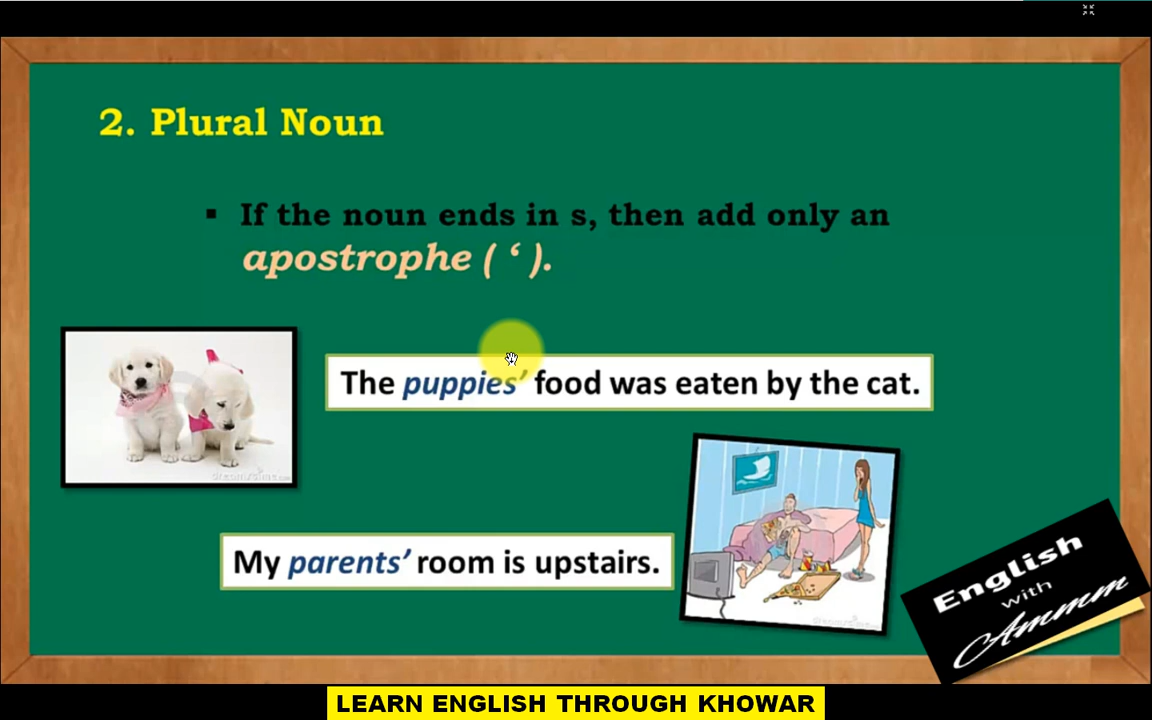 2. Plural Noun
▪ If the noun ends in s, then add only an
apostrophe ( ‘ ).
The puppies’ food was eaten by the cat.
My parents’ room is upstairs.
English
with
Ammm
LEARN ENGLISH THROUGH KHOWAR